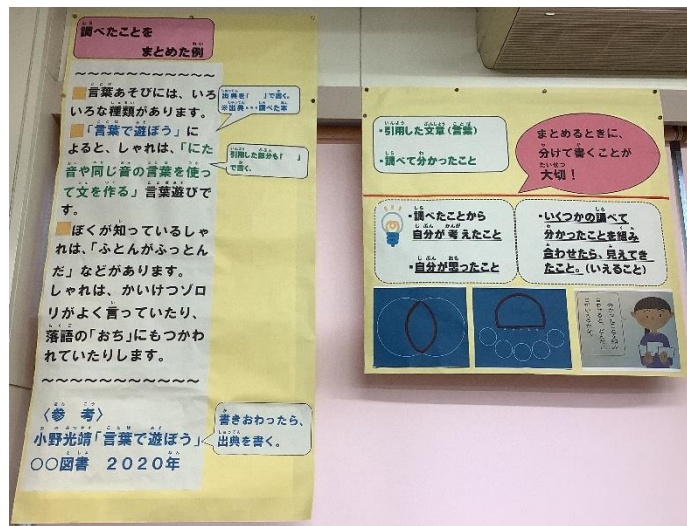 調べたことを
まとめた例
～～～～～～～～～～～
言葉あそびには、いろ
いろな種類があります。
「言葉で遊ぼう」に
よると、しゃれは、「にた
音や同じ音の言葉を使っ
て文を作る」言葉遊びで
す。
ぼくが知っているしゃ
れは、「ふとんがふっとん
だ」などがあります。
しゃれは、かいけつゾロ
リがよく言っていたり、
落語の「おち」にもつかわ
れていたりします。
～～～～～～～～～～～
〈参考〉
小野光靖「言葉で遊ぼう」
○○図書　２０２０年
出典を「　」で書く。
※出典・・・調べた本
引用した部分も「　」
で書く。
書きおわったら、
出典を書く。
・引用した文章(言葉)
・調べて分かったこと
まとめるときに、
分けて書くことが
大切！
・調べたことから
自分が考えたこと
・自分が思ったこと
・いくつかの調べて
分かったことを組み
合わせたら、見えてき
たこと。(いえること)